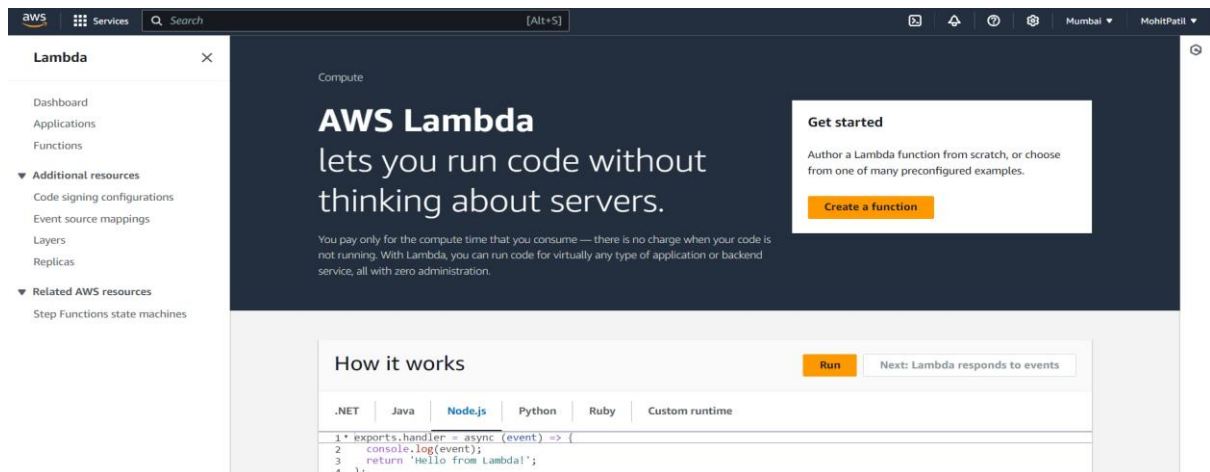 aws Services Search [Alt+S] Mumbai ▼ MohitPatil ▼
Lambda
Dashboard
Applications
Functions
▼ Additional resources
Code signing configurations
Event source mappings
Layers
Replicas
▼ Related AWS resources
Step Functions state machines
Compute
AWS Lambda
lets you run code without
thinking about servers.
You pay only for the compute time that you consume — there is no charge when your code is
not running. With Lambda, you can run code for virtually any type of application or backend
service, all with zero administration.
Get started
Author a Lambda function from scratch, or choose
from one of many preconfigured examples.
Create a function
How it works
Run Next: Lambda responds to events
.NET Java Node.js Python Ruby Custom runtime
1 exports.handler = async (event) => {
2 console.log(event);
3 return 'Hello from Lambda!';
4 };